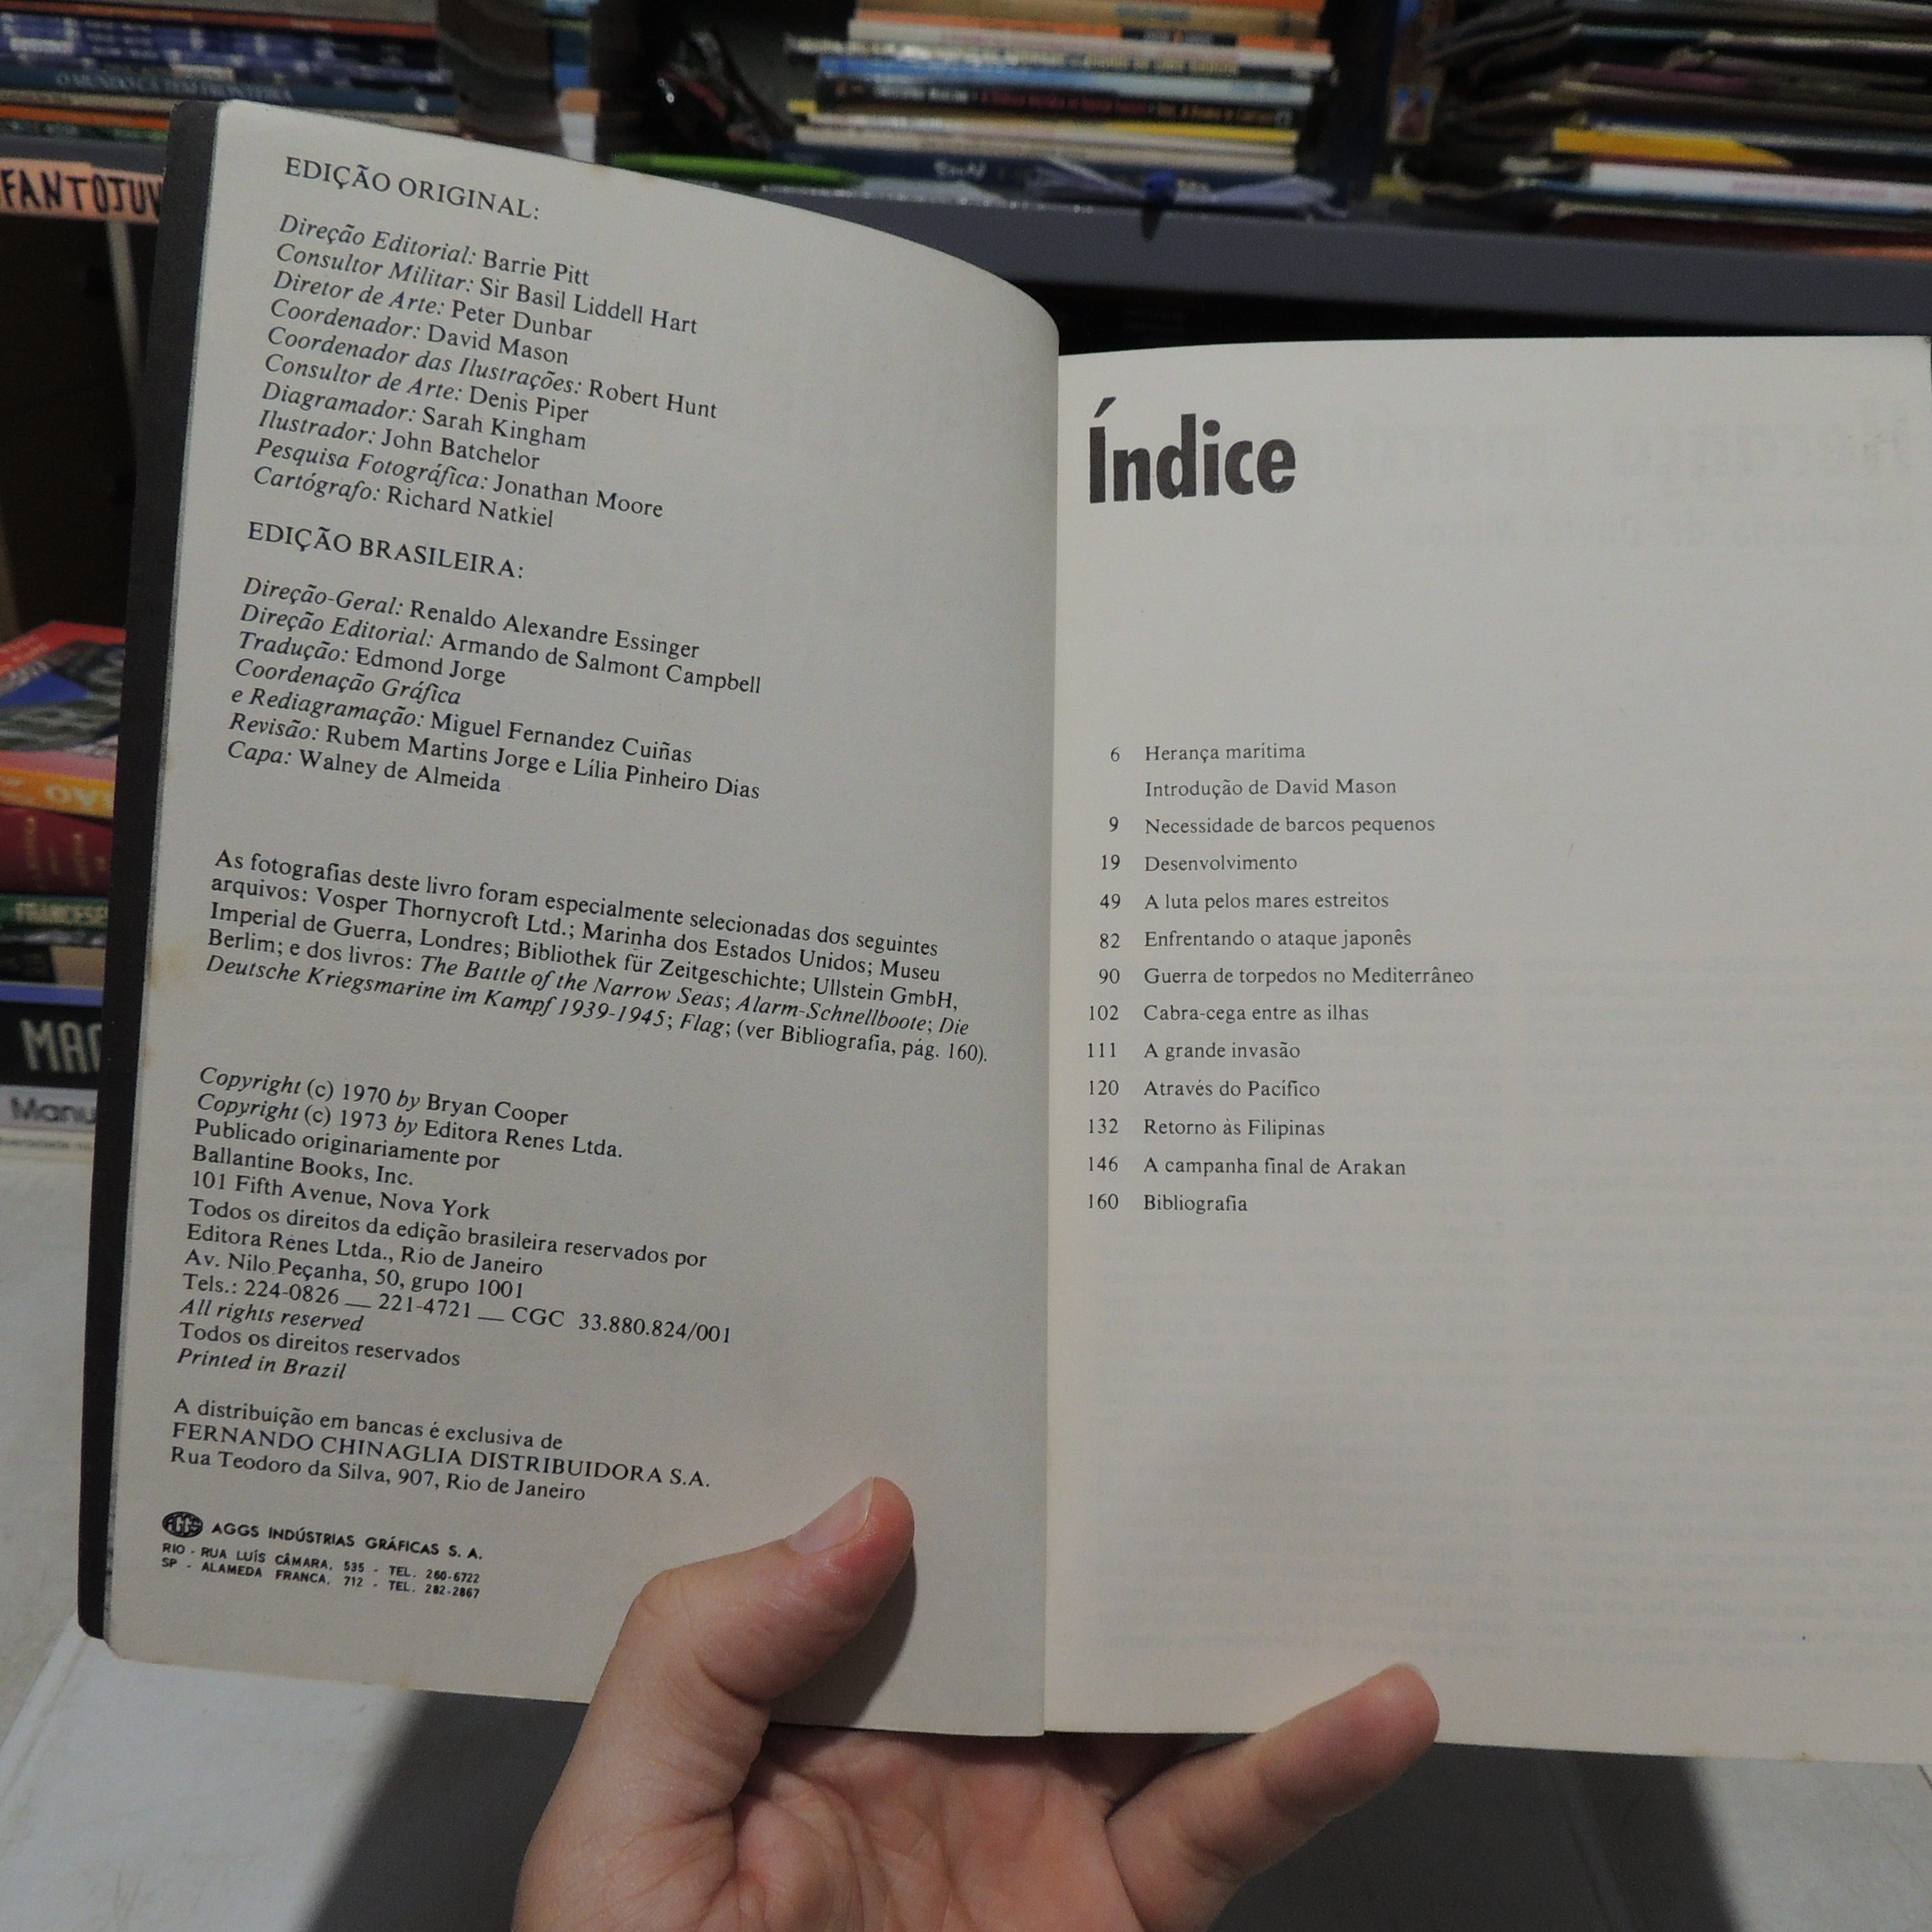 O MUNDO
FANTOJUV
FRANCESE
MAG
Manu
EDIÇÃO ORIGINAL:
Direção Editorial: Barrie Pitt
Consultor Militar: Sir Basil Liddell Hart
Diretor de Arte: Peter Dunbar
Coordenador: David Mason
Coordenador das Ilustrações: Robert Hunt
Consultor de Arte: Denis Piper
Diagramador: Sarah Kingham
Ilustrador: John Batchelor
Pesquisa Fotográfica: Jonathan Moore
Cartógrafo: Richard Natkiel
EDIÇÃO BRASILEIRA:
Direção-Geral: Renaldo Alexandre Essinger
Direção Editorial: Armando de Salmont Campbell
Tradução: Edmond Jorge
Coordenação Gráfica
e Rediagramação: Miguel Fernandez Cuiñas
Revisão: Rubem Martins Jorge e Lília Pinheiro Dias
Capa: Walney de Almeida
As fotografias deste livro foram especialmente selecionadas dos seguintes
arquivos: Vosper Thornycroft Ltd.; Marinha dos Estados Unidos; Museu
Imperial de Guerra, Londres; Bibliothek für Zeitgeschichte; Ullstein GmbH,
Berlim; e dos livros: The Battle of the Narrow Seas; Alarm-Schnellboote; Die
Deutsche Kriegsmarine im Kampf 1939-1945; Flag; (ver Bibliografia, pág. 160).
Copyright (c) 1970 by Bryan Cooper
Copyright (c) 1973 by Editora Renes Ltda.
Publicado originariamente por
Ballantine Books, Inc.
101 Fifth Avenue, Nova York
Todos os direitos da edição brasileira reservados por
Editora Renes Ltda., Rio de Janeiro
Av. Nilo Peçanha, 50, grupo 1001
Tels.: 224-0826 — 221-4721 — CGC 33.880.824/001
All rights reserved
Todos os direitos reservados
Printed in Brazil
A distribuição em bancas é exclusiva de
FERNANDO CHINAGLIA DISTRIBUIDORA S.A.
Rua Teodoro da Silva, 907, Rio de Janeiro
AGGS INDÚSTRIAS GRÁFICAS S. A.
RIO - RUA LUÍS CÂMARA, 535 - TEL. 260-6722
SP - ALAMEDA FRANCA, 712 - TEL. 282-2867
Índice
6 Herança marítima
Introdução de David Mason
9 Necessidade de barcos pequenos
19 Desenvolvimento
49 A luta pelos mares estreitos
82 Enfrentando o ataque japonês
90 Guerra de torpedos no Mediterrâneo
102 Cabra-cega entre as ilhas
111 A grande invasão
120 Através do Pacífico
132 Retorno às Filipinas
146 A campanha final de Arakan
160 Bibliografia